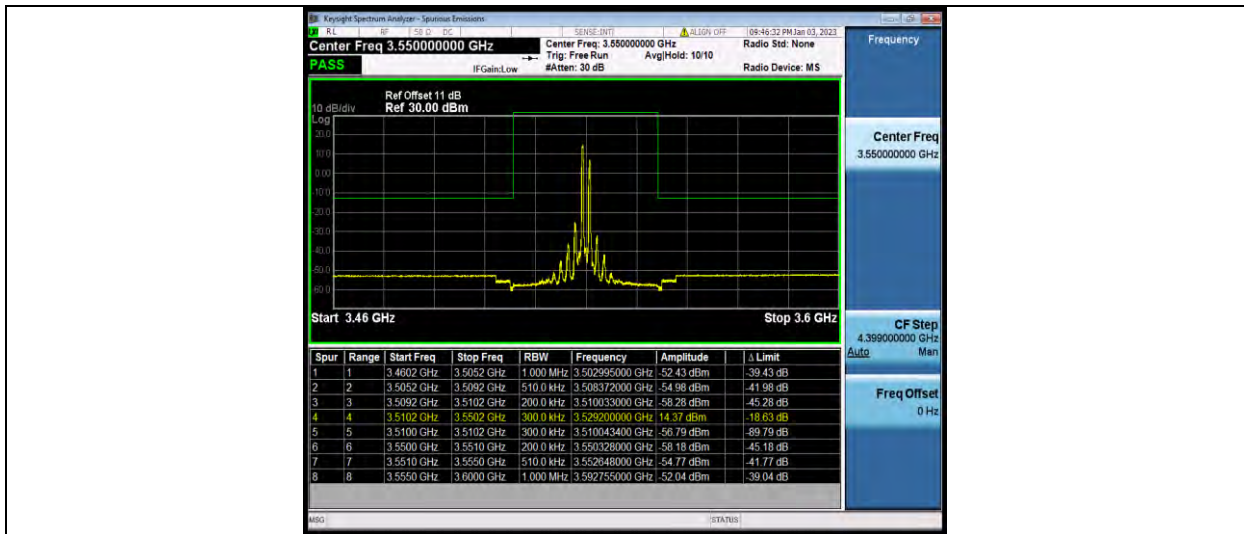 Keysight Spectrum Analyzer - Spurious Emissions
RL RF 50 Ω DC SENSE:INT ALIGN OFF 09:46:32 PM Jan 03, 2023
Center Freq 3.550000000 GHz Center Freq: 3.550000000 GHz Radio Std: None Frequency
Trig: Free Run Avg|Hold: 10/10
PASS IFGain:Low #Atten: 30 dB Radio Device: MS
Ref Offset 11 dB
10 dB/div Ref 30.00 dBm
Log
20.0
10.0
0.00
-10.0
-20.0
-30.0
-40.0
-50.0
-60.0
Start 3.46 GHz Stop 3.6 GHz
Center Freq
3.550000000 GHz
CF Step
4.399000000 GHz
Auto Man
Freq Offset
0 Hz
Spur Range Start Freq Stop Freq RBW Frequency Amplitude Δ Limit
1 1 3.4602 GHz 3.5052 GHz 1.000 MHz 3.502995000 GHz -52.43 dBm -39.43 dB
2 2 3.5052 GHz 3.5092 GHz 510.0 kHz 3.508372000 GHz -54.98 dBm -41.98 dB
3 3 3.5092 GHz 3.5102 GHz 200.0 kHz 3.510033000 GHz -58.28 dBm -45.28 dB
4 4 3.5102 GHz 3.5502 GHz 300.0 kHz 3.529200000 GHz 14.37 dBm -18.63 dB
5 5 3.5100 GHz 3.5102 GHz 300.0 kHz 3.510043400 GHz -56.79 dBm -89.79 dB
6 6 3.5500 GHz 3.5510 GHz 200.0 kHz 3.550328000 GHz -58.18 dBm -45.18 dB
7 7 3.5510 GHz 3.5550 GHz 510.0 kHz 3.552648000 GHz -54.77 dBm -41.77 dB
8 8 3.5550 GHz 3.6000 GHz 1.000 MHz 3.592755000 GHz -52.04 dBm -39.04 dB
MSG STATUS